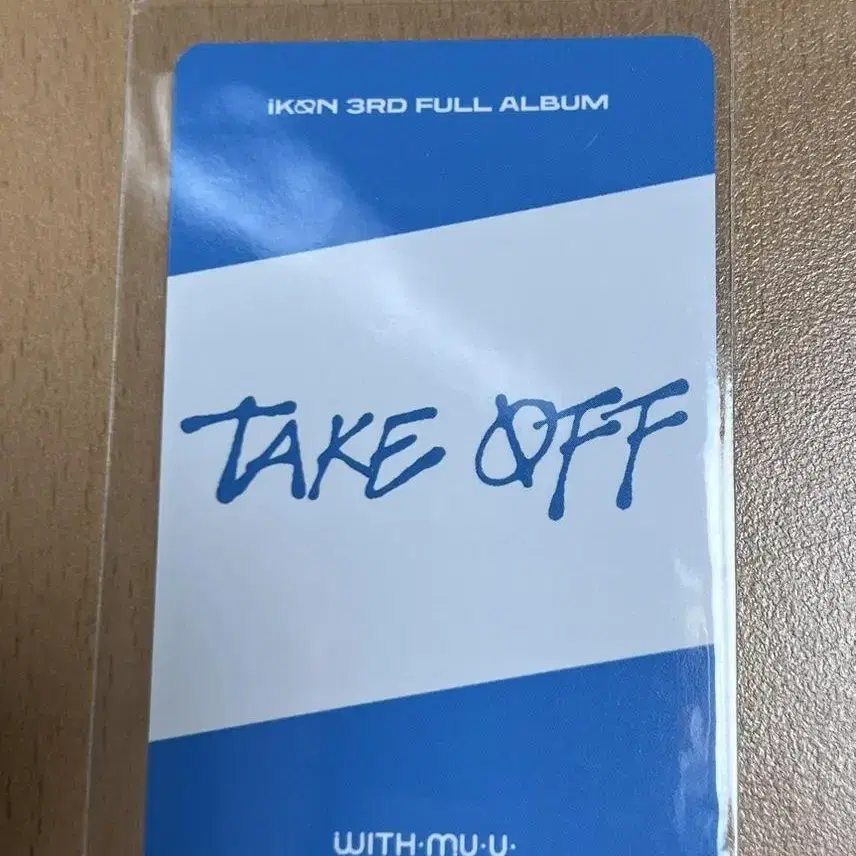 iKON 3RD FULL ALBUM
TAKE OFF
WITH·MU·U·